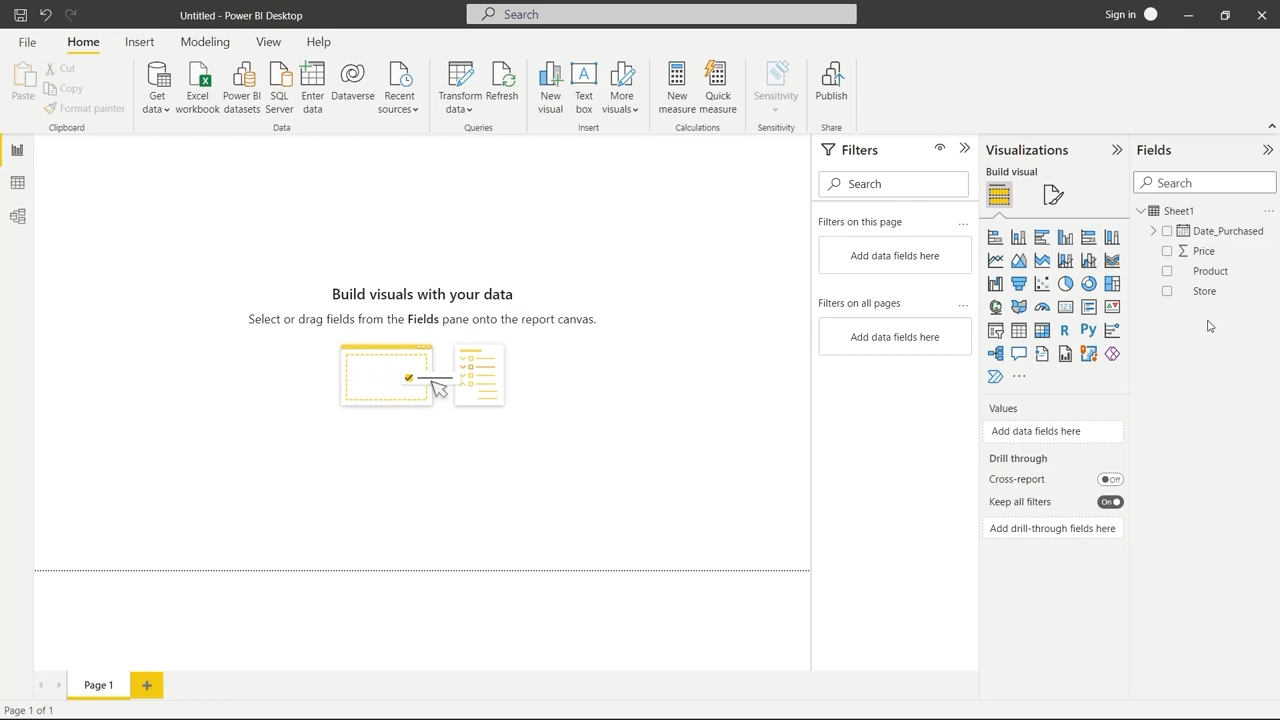 Untitled - Power BI Desktop
Search
Sign in
File
Home
Insert
Modeling
View
Help
Paste
Cut
Copy
Format painter
Clipboard
Get
data
Excel
workbook
Power BI
datasets
SQL
Server
Enter
data
Dataverse
Recent
sources
Data
Transform
data
Refresh
Queries
New
visual
A
Text
box
More
visuals
Insert
New
measure
Quick
measure
Calculations
Sensitivity
Sensitivity
Publish
Share
Build visuals with your data
Select or drag fields from the Fields pane onto the report canvas.
Filters
Search
Filters on this page
...
Add data fields here
Filters on all pages
...
Add data fields here
Visualizations
Build visual
123
R
Py
...
Values
Add data fields here
Drill through
Cross-report
Off
Keep all filters
On
Add drill-through fields here
Fields
Search
Sheet1
...
Date_Purchased
Σ Price
Product
Store
Page 1
Page 1 of 1